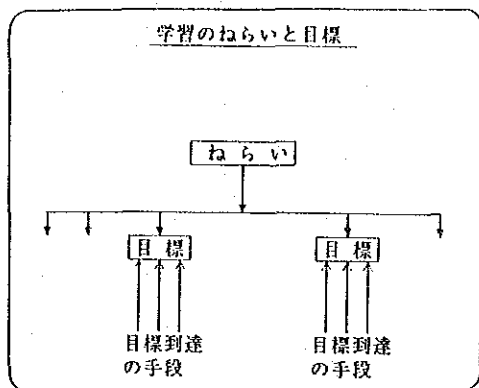 学習のねらいと目標
ねらい
目標
目標
目標到達
の手段
目標到達
の手段